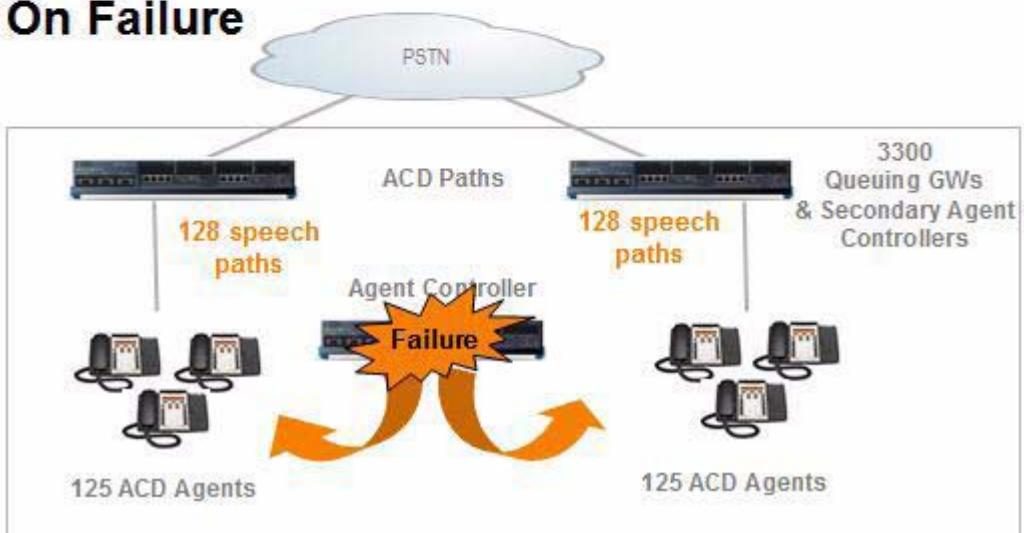 On Failure
PSTN
ACD Paths
3300
Queuing GWs
& Secondary Agent
Controllers
128 speech
paths
128 speech
paths
Agent Controller
Failure
125 ACD Agents
125 ACD Agents